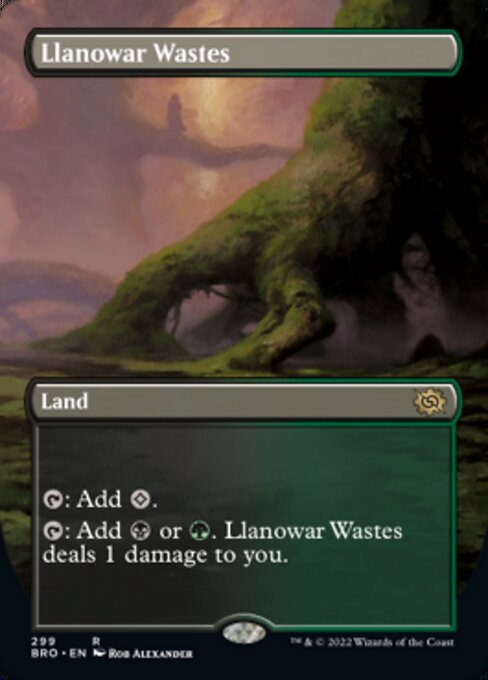 Llanowar Wastes
Land
: Add .
: Add or . Llanowar Wastes
deals 1 damage to you.
299 R
BRO • EN Rob Alexander
™ & © 2022 Wizards of the Coast